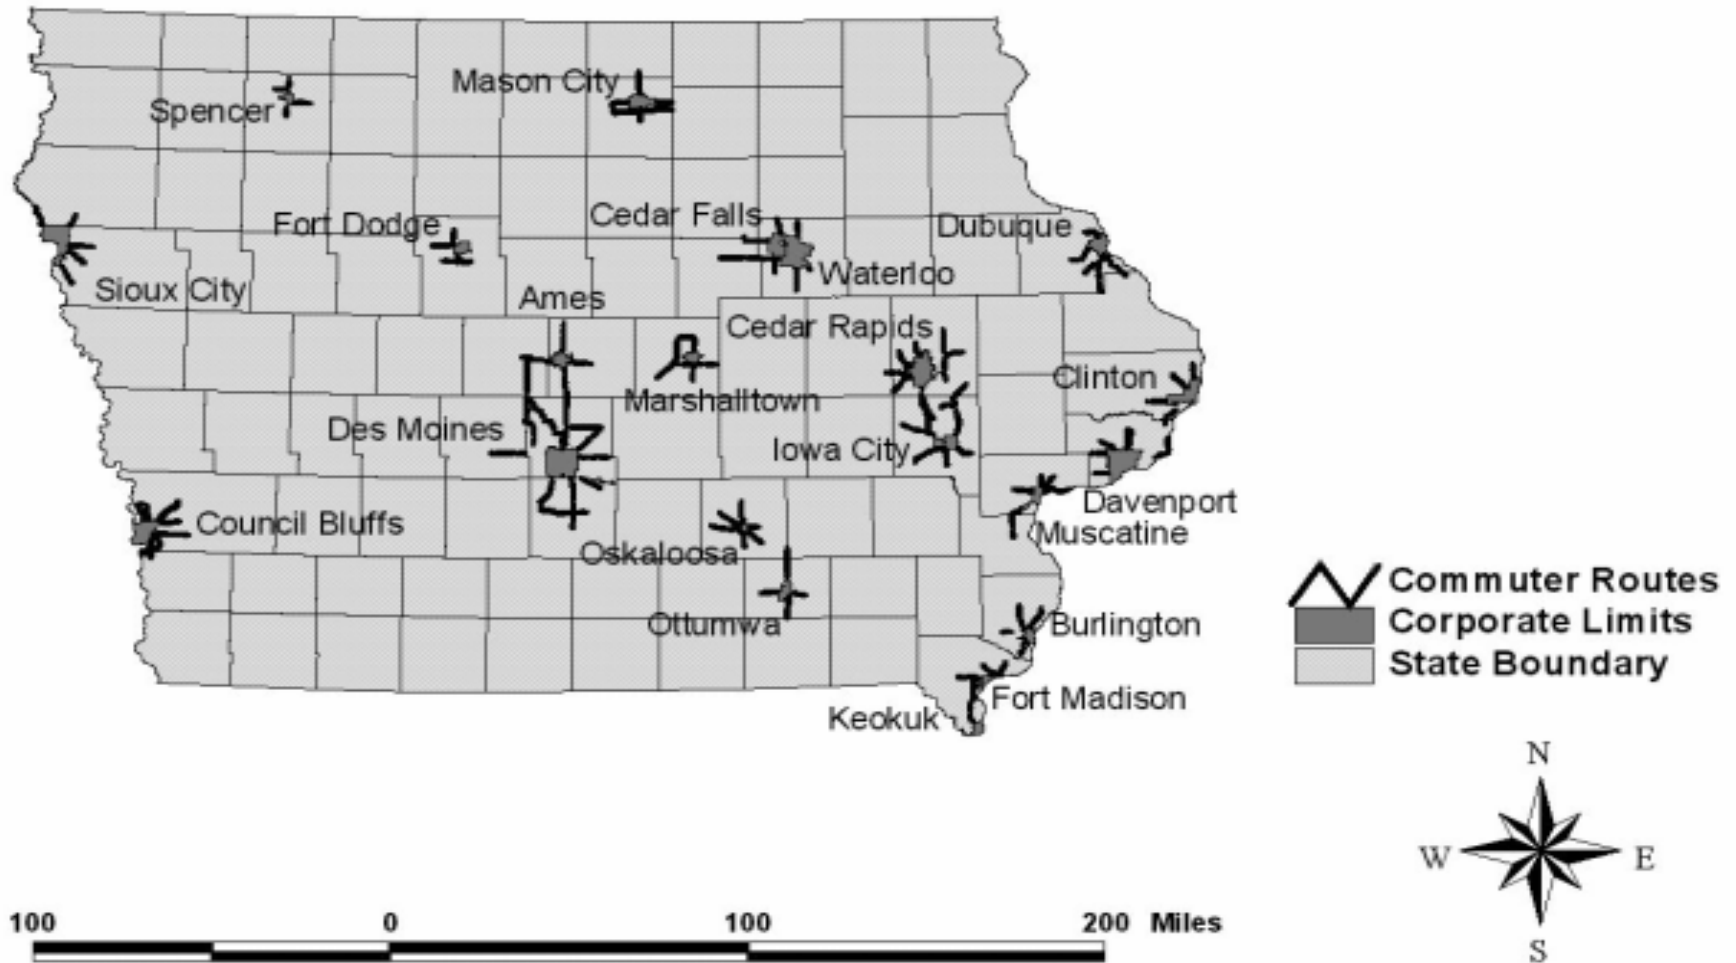 Mason City
Spencer
Fort Dodge
Cedar Falls
Dubuque
Waterloo
Sioux City
Ames
Cedar Rapids
Clinton
Marshalltown
Des Moines
Iowa City
Davenport
Council Bluffs
Muscatine
Oskaloosa
Ottumwa
Burlington
Fort Madison
Keokuk
Commuter Routes
Corporate Limits
State Boundary
N
W E
S
100 0 100 200 Miles